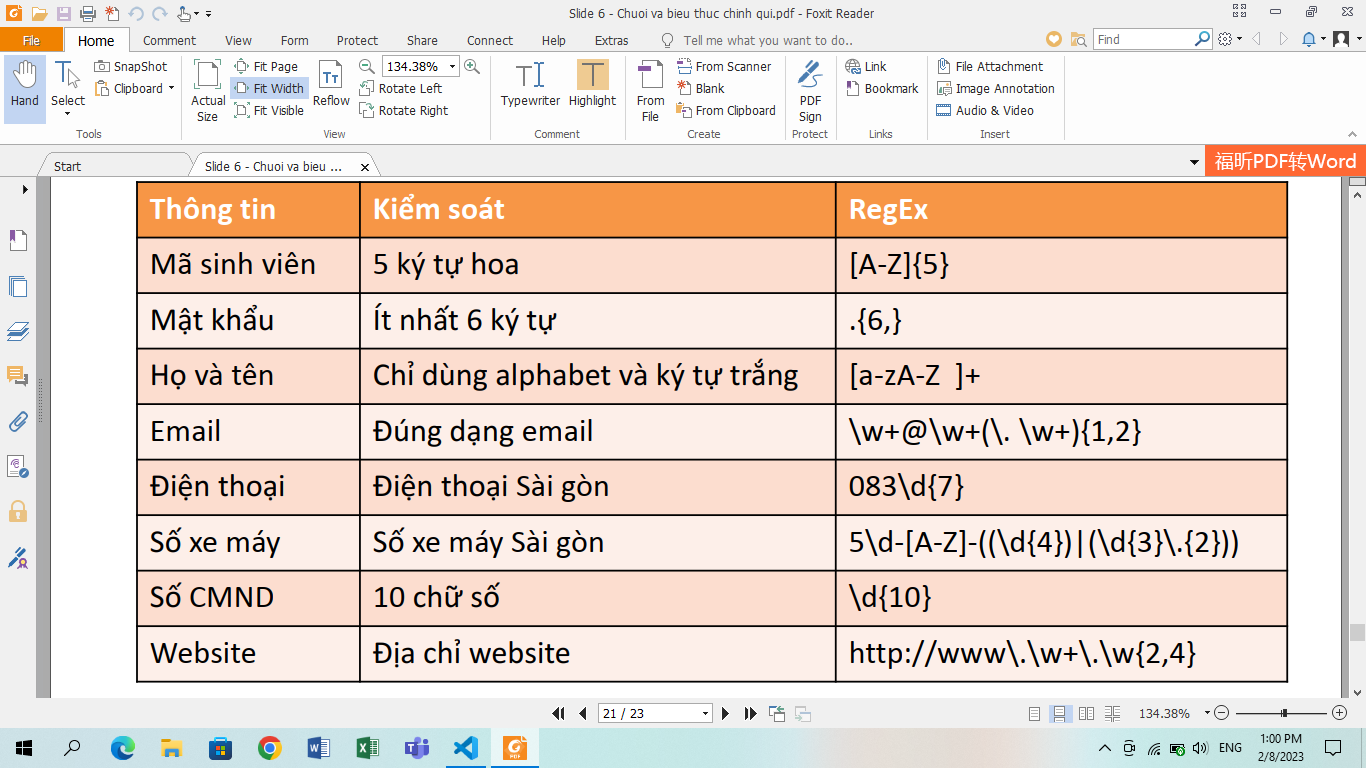 Slide 6 - Chuoi va bieu thuc chinh qui.pdf - Foxit Reader
File Home Comment View Form Protect Share Connect Help Extras Tell me what you want to do.. Find
Hand
Select
SnapShot
Clipboard
Tools
Actual Size
Fit Page
Fit Width
Fit Visible
Reflow
134.38%
Rotate Left
Rotate Right
View
Typewriter
Highlight
Comment
From File
From Scanner
Blank
From Clipboard
Create
PDF Sign
Protect
Link
Bookmark
Links
File Attachment
Image Annotation
Audio & Video
Insert
Start
Slide 6 - Chuoi va bieu ...
福昕PDF转Word
Thông tin Kiểm soát RegEx
Mã sinh viên 5 ký tự hoa [A-Z]{5}
Mật khẩu Ít nhất 6 ký tự .{6,}
Họ và tên Chỉ dùng alphabet và ký tự trắng [a-zA-Z  ]+
Email Đúng dạng email \w+@\w+(\. \w+){1,2}
Điện thoại Điện thoại Sài gòn 083\d{7}
Số xe máy Số xe máy Sài gòn 5\d-[A-Z]-((\d{4})|(\d{3}\.{2}))
Số CMND 10 chữ số \d{10}
Website Địa chỉ website http://www\.\w+\.\w{2,4}
21 / 23
134.38%
ENG
1:00 PM
2/8/2023